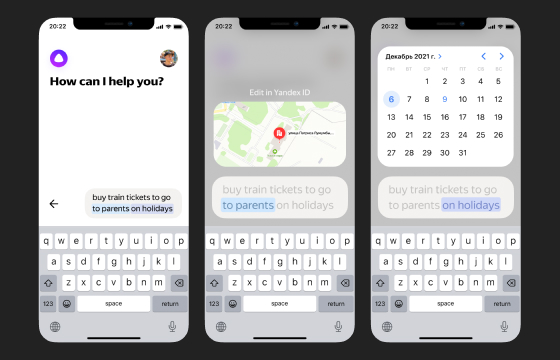 20:22
How can I help you?
buy train tickets to go
to parents on holidays
q w e r t y u i o p
a s d f g h j k l
z x c v b n m
123 space return
20:22
Edit in Yandex ID
buy train tickets to go
to parents on holidays
q w e r t y u i o p
a s d f g h j k l
z x c v b n m
123 space return
20:22
Декабрь 2021 г.
ПН ВТ СР ЧТ ПТ СБ ВС
1 2 3 4 5
6 7 8 9 10 11 12
13 14 15 16 17 18 19
20 21 22 23 24 25 26
27 28 29 30 31
buy train tickets to go
to parents on holidays
q w e r t y u i o p
a s d f g h j k l
z x c v b n m
123 space return